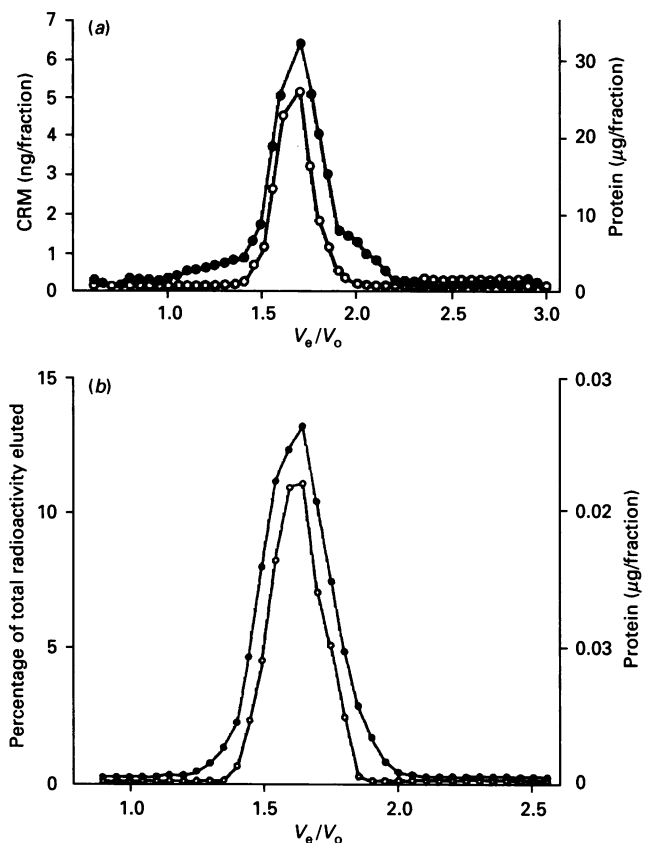 (a)
CRM (ng/fraction)
7
6
5
4
3
2
1
0
Protein (µg/fraction)
30
20
10
0
1.0 1.5 2.0 2.5 3.0
Ve/Vo
(b)
Percentage of total radioactivity eluted
15
10
5
0
Protein (µg/fraction)
0.03
0.02
0.03
0
1.0 1.5 2.0 2.5
Ve/Vo